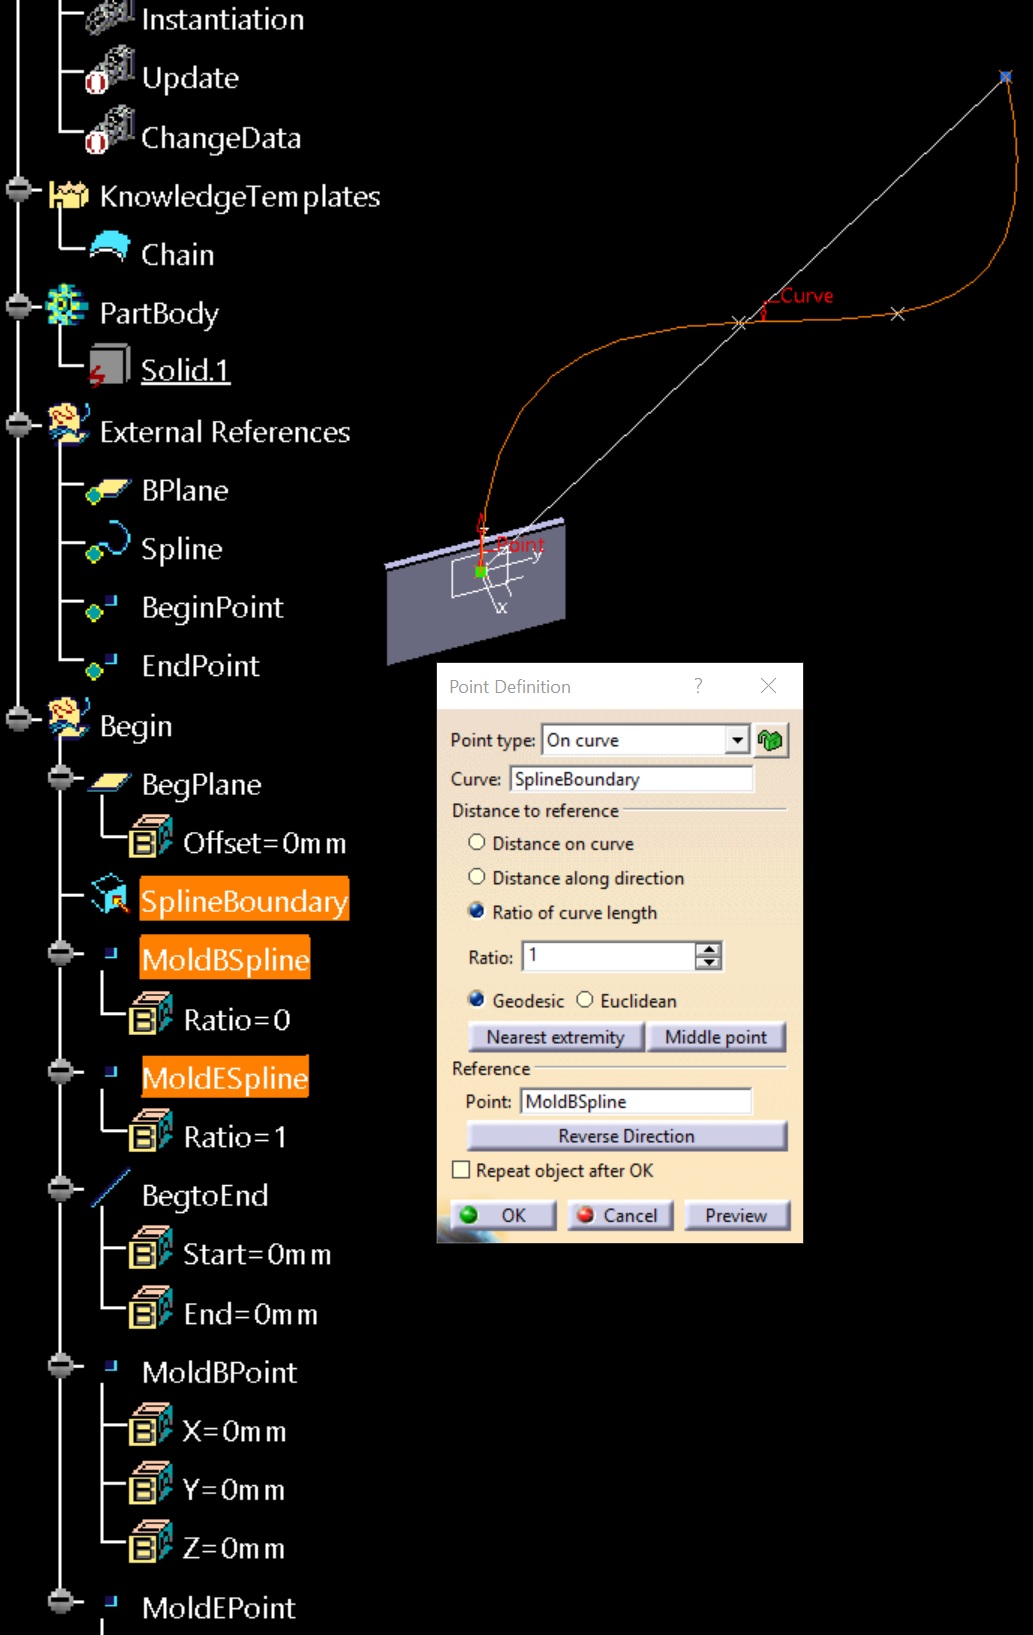 Instantiation
Update
ChangeData
KnowledgeTemplates
Chain
PartBody
Solid.1
External References
BPlane
Spline
BeginPoint
EndPoint
Begin
BegPlane
Offset=0mm
SplineBoundary
MoldBSpline
Ratio=0
MoldESpline
Ratio=1
BegtoEnd
Start=0mm
End=0mm
MoldBPoint
X=0mm
Y=0mm
Z=0mm
MoldEPoint
Curve
Point
y
x
Point Definition ?
Point type: On curve
Curve: SplineBoundary
Distance to reference
Distance on curve
Distance along direction
Ratio of curve length
Ratio: 1
Geodesic Euclidean
Nearest extremity Middle point
Reference
Point: MoldBSpline
Reverse Direction
Repeat object after OK
OK Cancel Preview